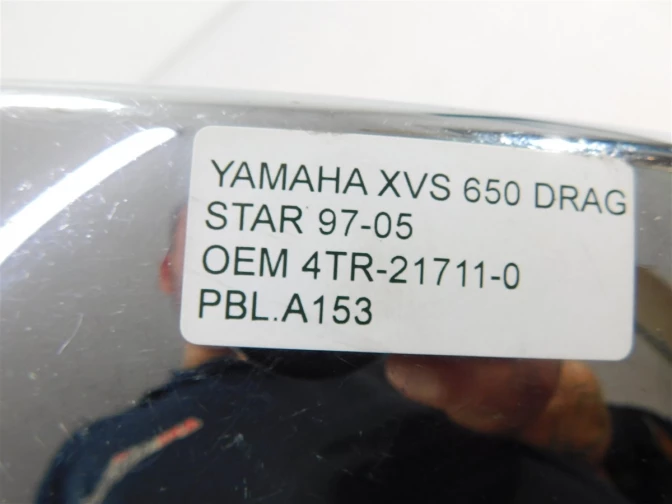 YAMAHA XVS 650 DRAG
STAR 97-05
OEM 4TR-21711-0
PBL.A153